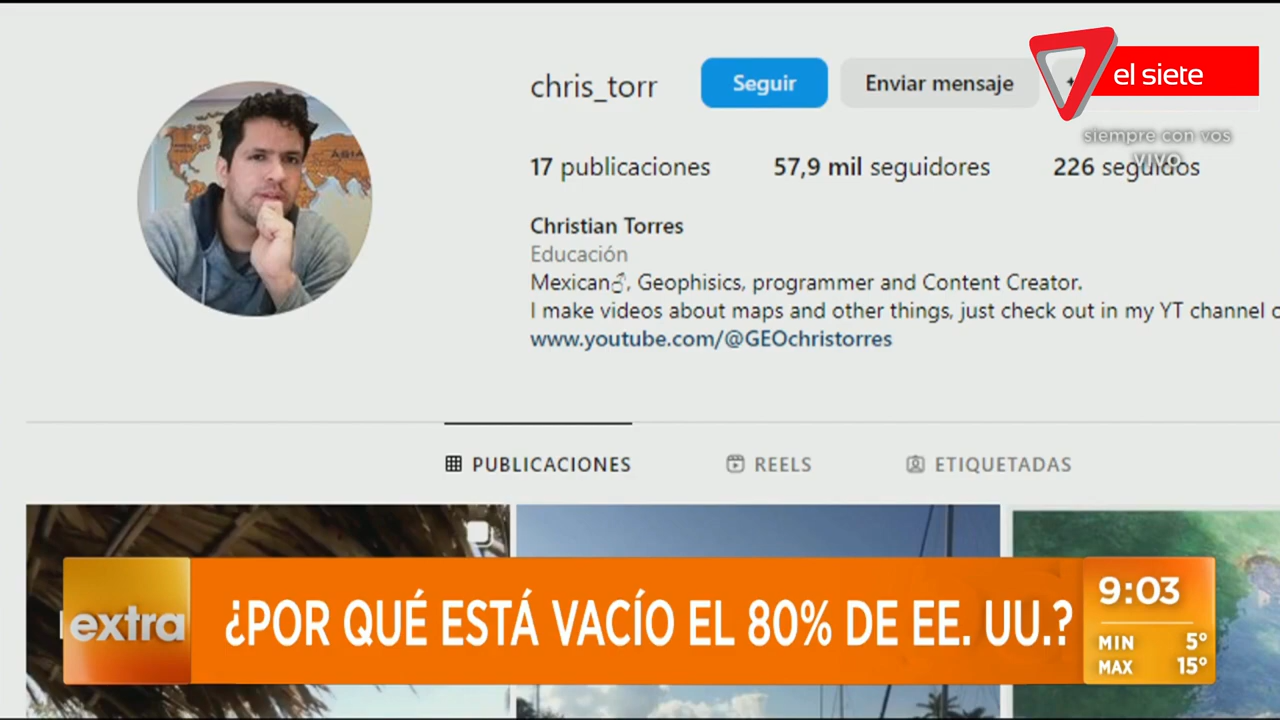 chris_torr
Seguir
Enviar mensaje
el siete
siempre con vos
VIVO
17 publicaciones
57,9 mil seguidores
226 seguidos
Christian Torres
Educación
Mexican♂, Geophisics, programmer and Content Creator.
I make videos about maps and other things, just check out in my YT channel
www.youtube.com/@GEOchristorres
PUBLICACIONES
REELS
ETIQUETADAS
ASIA
extra
¿POR QUÉ ESTÁ VACÍO EL 80% DE EE. UU.?
9:03
MIN 5°
MAX 15°